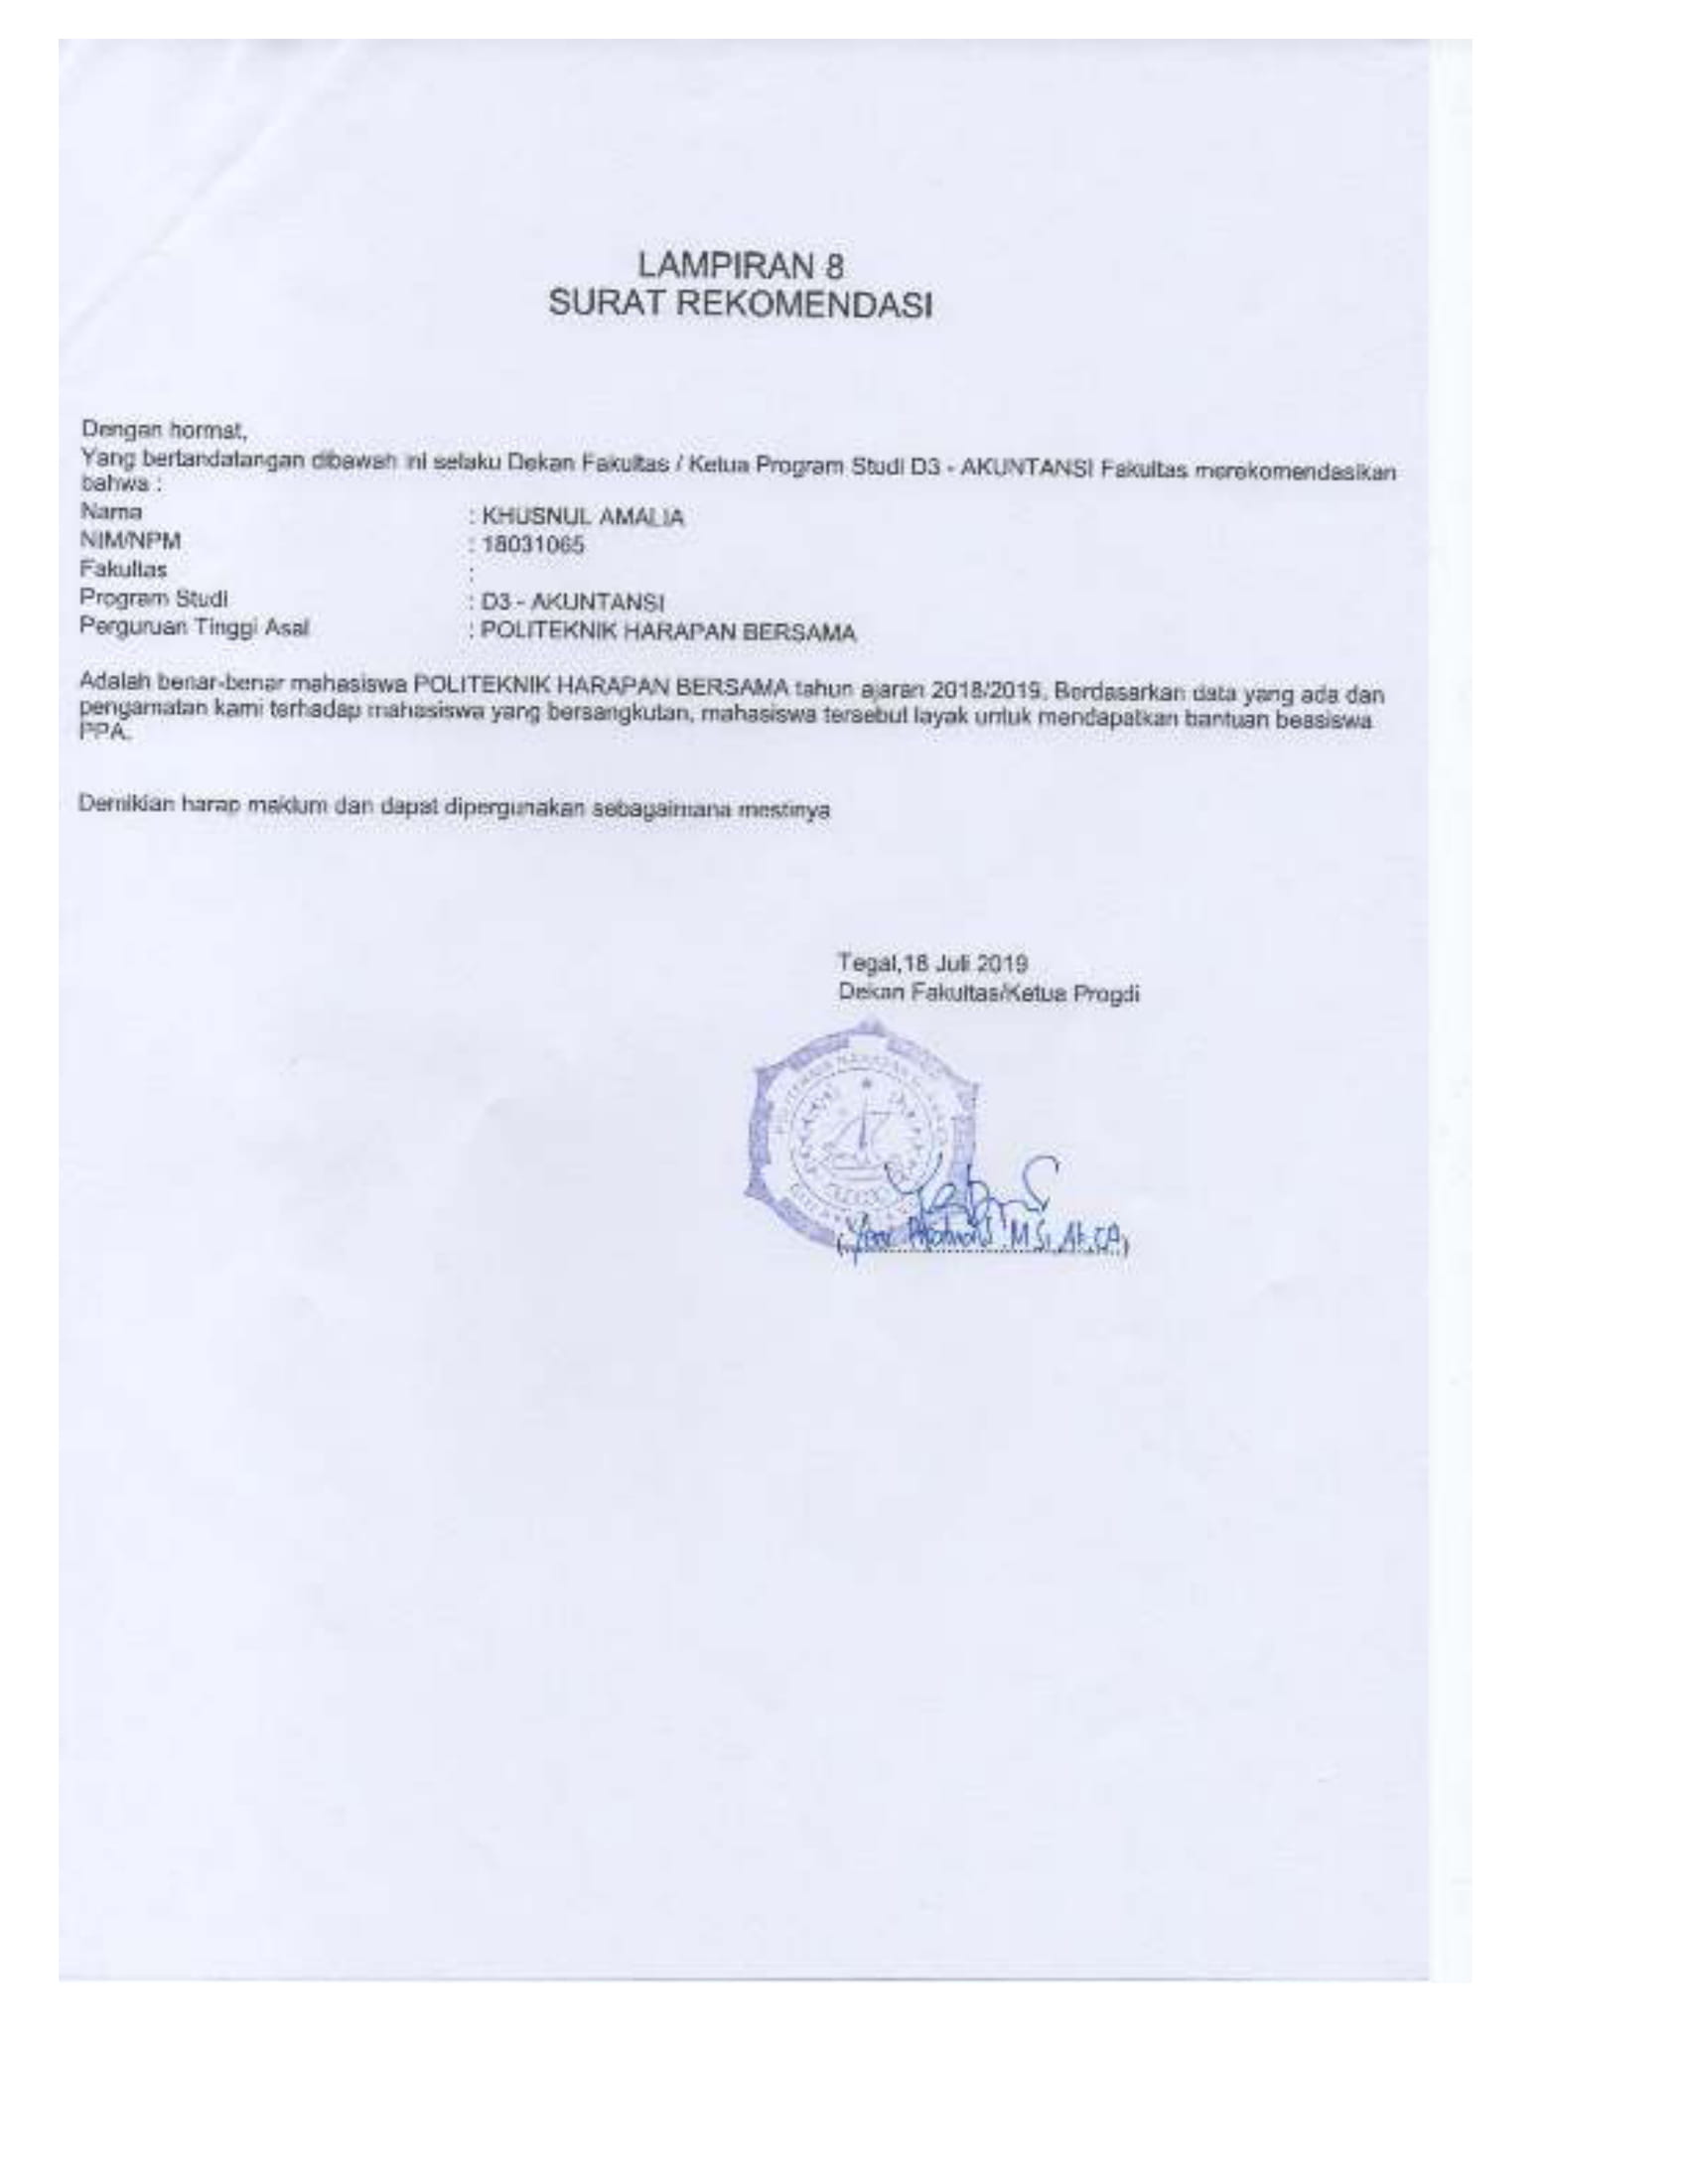 LAMPIRAN 8
SURAT REKOMENDASI
Dengan hormat,
Yang bertandatangan dibawah ini selaku Dekan Fakultas / Ketua Program Studi D3 - AKUNTANSI Fakultas merekomendasikan
bahwa :
Nama : KHUSNUL AMALIA
NIM/NPM : 18031065
Fakultas :
Program Studi : D3 - AKUNTANSI
Perguruan Tinggi Asal : POLITEKNIK HARAPAN BERSAMA
Adalah benar-benar mahasiswa POLITEKNIK HARAPAN BERSAMA tahun ajaran 2018/2019. Berdasarkan data yang ada dan
pengamatan kami terhadap mahasiswa yang bersangkutan, mahasiswa tersebut layak untuk mendapatkan bantuan beasiswa
PPA.
Demikian harap maklum dan dapat dipergunakan sebagaimana mestinya
Tegal,18 Juli 2019
Dekan Fakultas/Ketua Progdi
M.Si, Ak.CA)